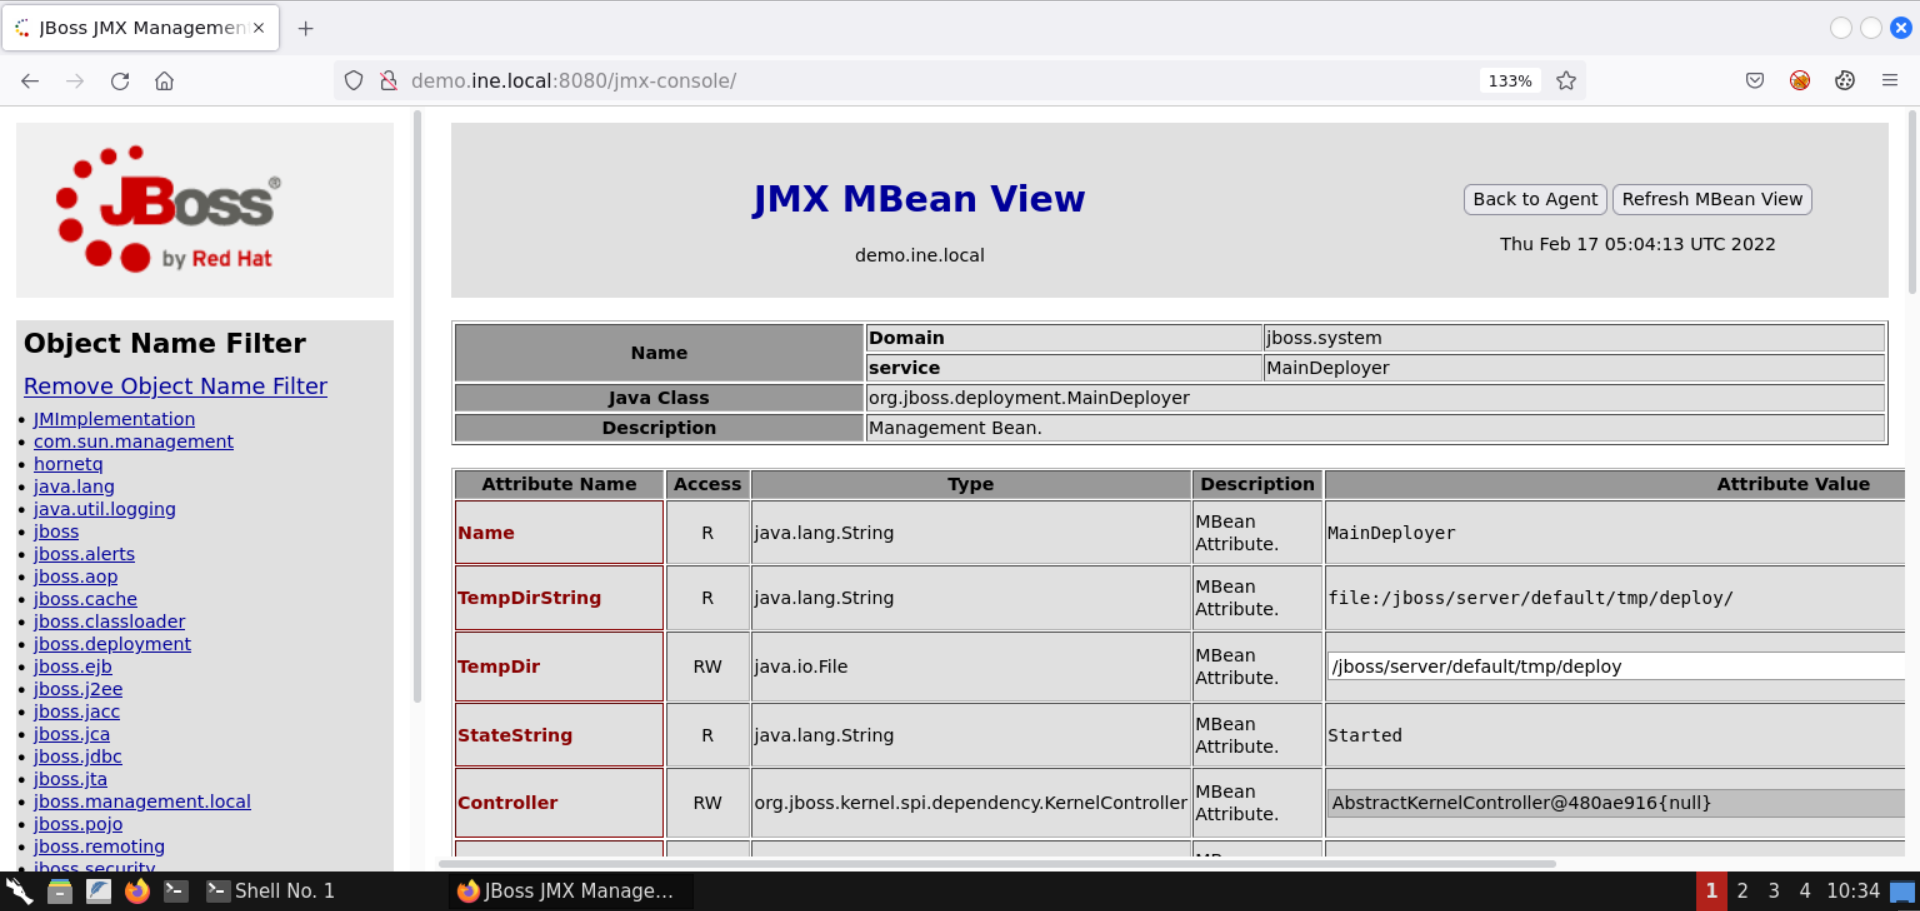 JBoss JMX Managemen
demo.ine.local:8080/jmx-console/
133%
JBoss®
by Red Hat
JMX MBean View
demo.ine.local
Back to Agent
Refresh MBean View
Thu Feb 17 05:04:13 UTC 2022
Object Name Filter
Remove Object Name Filter
JMImplementation
com.sun.management
hornetq
java.lang
java.util.logging
jboss
jboss.alerts
jboss.aop
jboss.cache
jboss.classloader
jboss.deployment
jboss.ejb
jboss.j2ee
jboss.jacc
jboss.jca
jboss.jdbc
jboss.jta
jboss.management.local
jboss.pojo
jboss.remoting
jboss.security
Name Domain jboss.system
service MainDeployer
Java Class org.jboss.deployment.MainDeployer
Description Management Bean.
Attribute Name Access Type Description Attribute Value
Name R java.lang.String MBean Attribute. MainDeployer
TempDirString R java.lang.String MBean Attribute. file:/jboss/server/default/tmp/deploy/
TempDir RW java.io.File MBean Attribute. /jboss/server/default/tmp/deploy
StateString R java.lang.String MBean Attribute. Started
Controller RW org.jboss.kernel.spi.dependency.KernelController MBean Attribute. AbstractKernelController@480ae916{null}
Shell No. 1
JBoss JMX Manage...
1 2 3 4 10:34